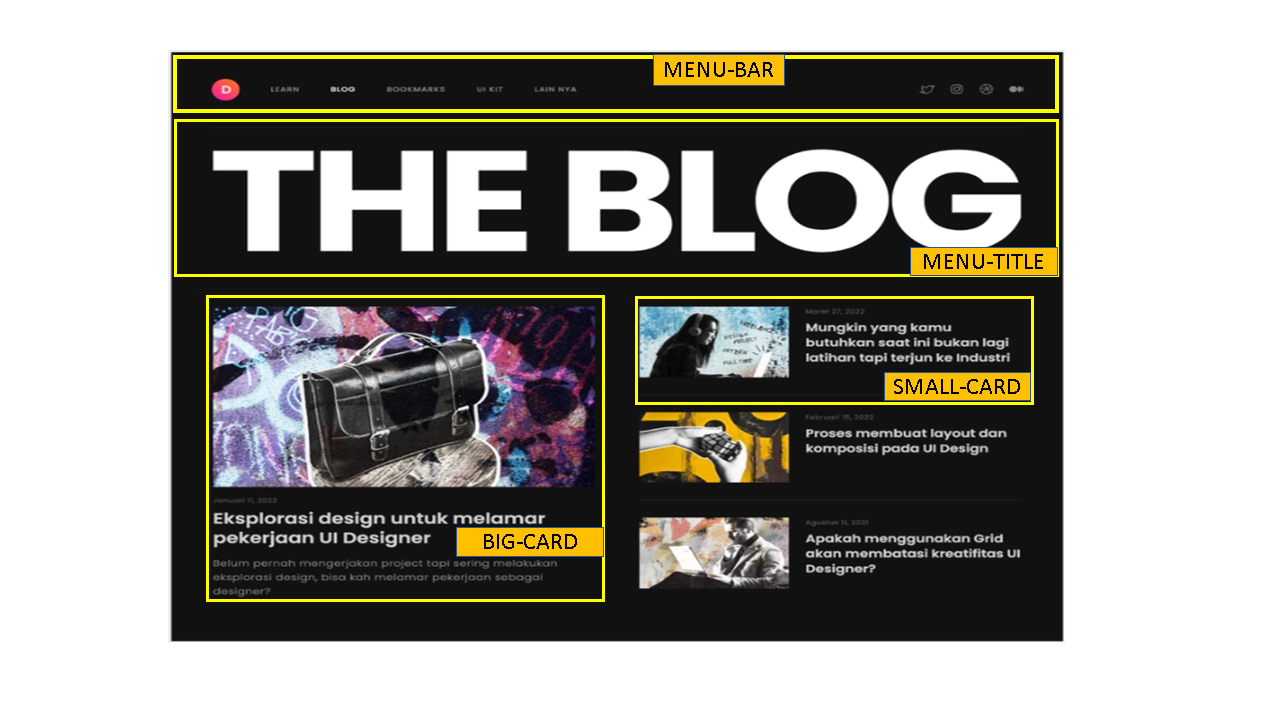 MENU-BAR
D LEARN BLOG BOOKMARKS UI KIT LAIN NYA
THE BLOG
MENU-TITLE
Januari 11, 2022
Eksplorasi design untuk melamar
pekerjaan UI Designer
BIG-CARD
Belum pernah mengerjakan project tapi sering melakukan
eksplorasi design, bisa kah melamar pekerjaan sebagai
designer?
Maret 27, 2022
Mungkin yang kamu
butuhkan saat ini bukan lagi
latihan tapi terjun ke Industri
SMALL-CARD
Februari 15, 2022
Proses membuat layout dan
komposisi pada UI Design
Agustus 11, 2021
Apakah menggunakan Grid
akan membatasi kreatifitas UI
Designer?